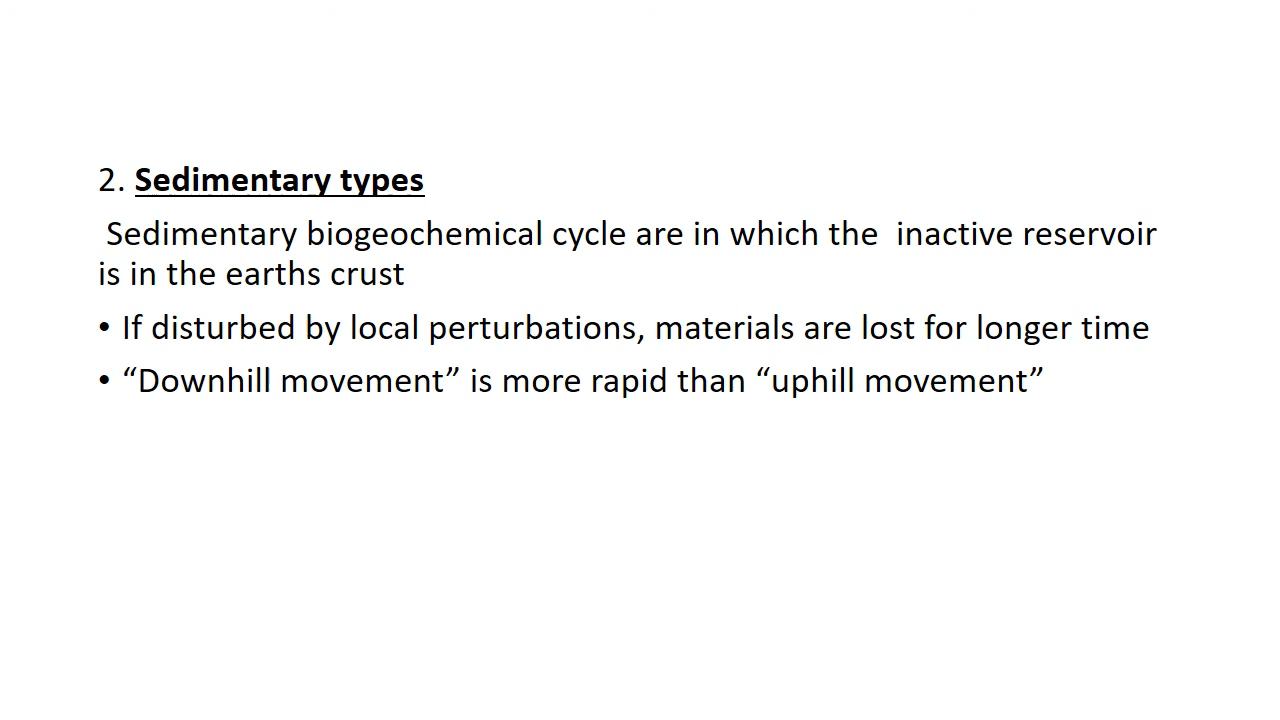 2. Sedimentary types
Sedimentary biogeochemical cycle are in which the  inactive reservoir
is in the earths crust
• If disturbed by local perturbations, materials are lost for longer time
• “Downhill movement” is more rapid than “uphill movement”